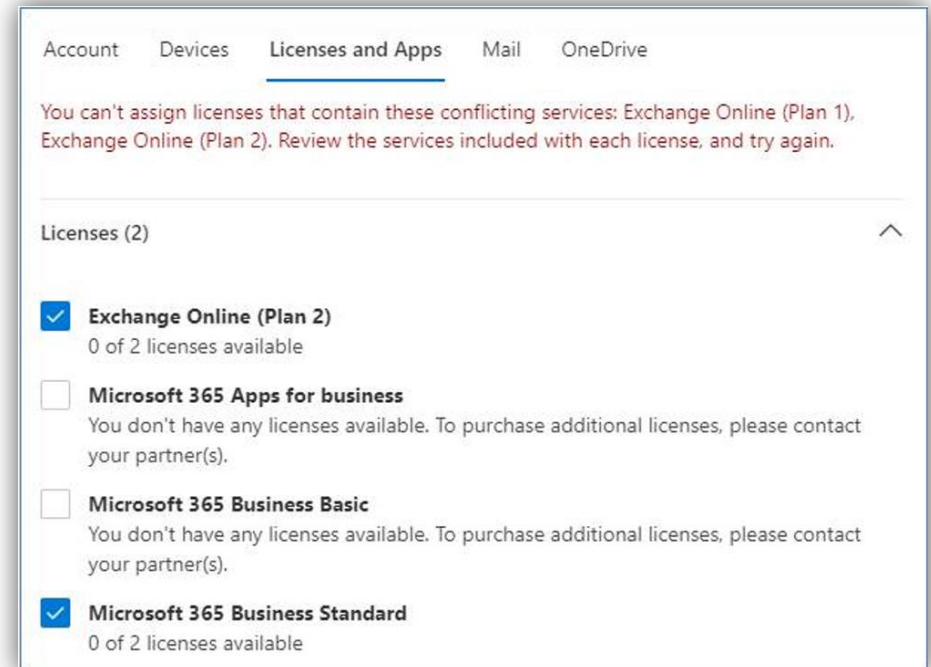 Account Devices Licenses and Apps Mail OneDrive
You can't assign licenses that contain these conflicting services: Exchange Online (Plan 1),
Exchange Online (Plan 2). Review the services included with each license, and try again.
Licenses (2)
Exchange Online (Plan 2)
0 of 2 licenses available
Microsoft 365 Apps for business
You don't have any licenses available. To purchase additional licenses, please contact
your partner(s).
Microsoft 365 Business Basic
You don't have any licenses available. To purchase additional licenses, please contact
your partner(s).
Microsoft 365 Business Standard
0 of 2 licenses available